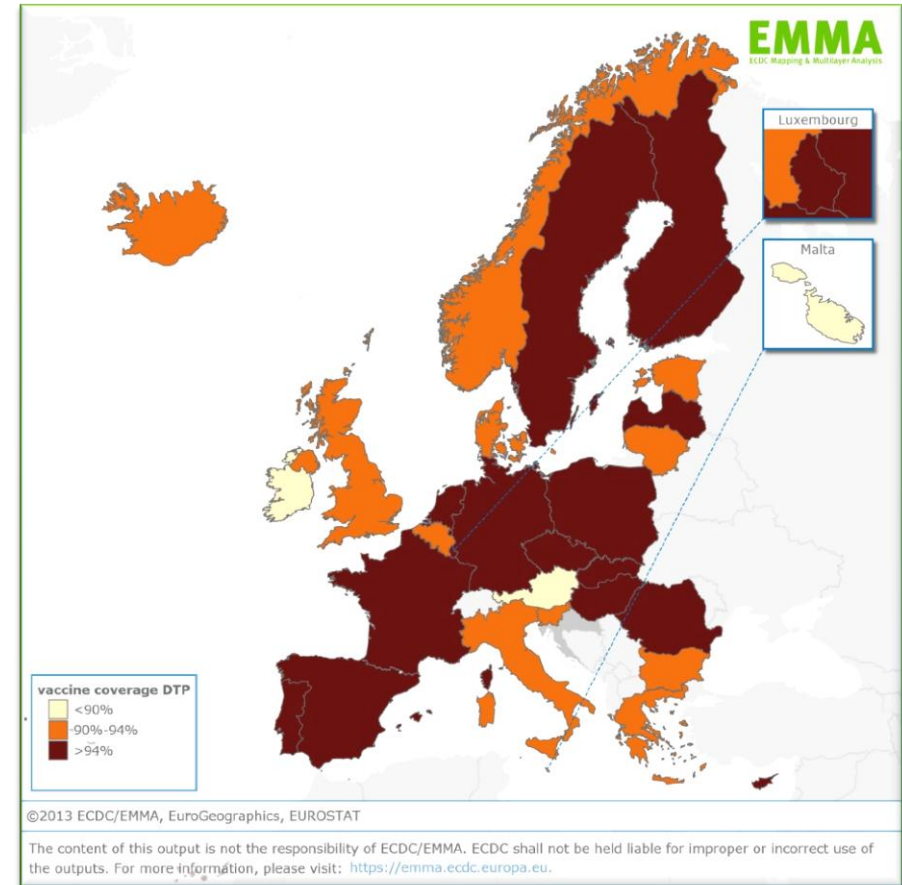 EMMA
ECDC Mapping & Multilayer Analysis
Luxembourg
Malta
vaccine coverage DTP
<90%
90%-94%
>94%
©2013 ECDC/EMMA, EuroGeographics, EUROSTAT
The content of this output is not the responsibility of ECDC/EMMA. ECDC shall not be held liable for improper or incorrect use of
the outputs. For more information, please visit: https://emma.ecdc.europa.eu.